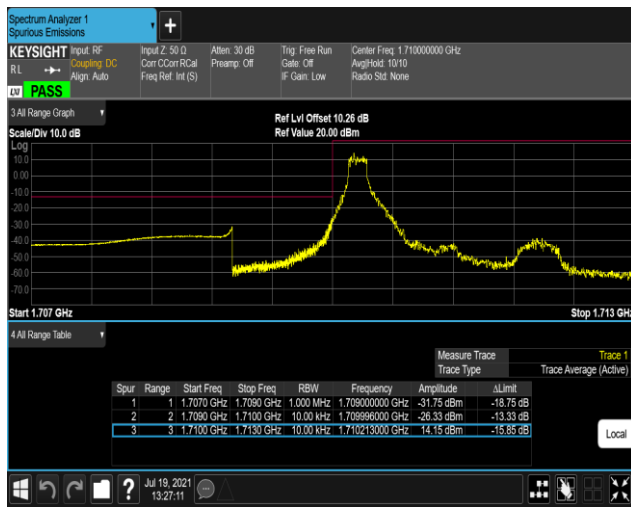 Spectrum Analyzer 1
Spurious Emissions
+
KEYSIGHT Input: RF Input Z: 50 Ω Atten: 30 dB Trig: Free Run Center Freq: 1.710000000 GHz
R L Coupling: DC Corr CCorr RCal Preamp: Off Gate: Off Avg|Hold: 10/10
Align: Auto Freq Ref: Int (S) IF Gain: Low Radio Std: None
LXI PASS
3 All Range Graph
Ref Lvl Offset 10.26 dB
Scale/Div 10.0 dB Ref Value 20.00 dBm
Log
10.0
0.00
-10.0
-20.0
-30.0
-40.0
-50.0
-60.0
-70.0
Start 1.707 GHz Stop 1.713 GHz
4 All Range Table
Measure Trace Trace 1
Trace Type Trace Average (Active)
Spur Range Start Freq Stop Freq RBW Frequency Amplitude ΔLimit
1 1 1.7070 GHz 1.7090 GHz 1.000 MHz 1.709000000 GHz -31.75 dBm -18.75 dB
2 2 1.7090 GHz 1.7100 GHz 10.00 kHz 1.709996000 GHz -26.33 dBm -13.33 dB
3 3 1.7100 GHz 1.7130 GHz 10.00 kHz 1.710213000 GHz 14.15 dBm -15.85 dB
Local
? Jul 19, 2021
13:27:11